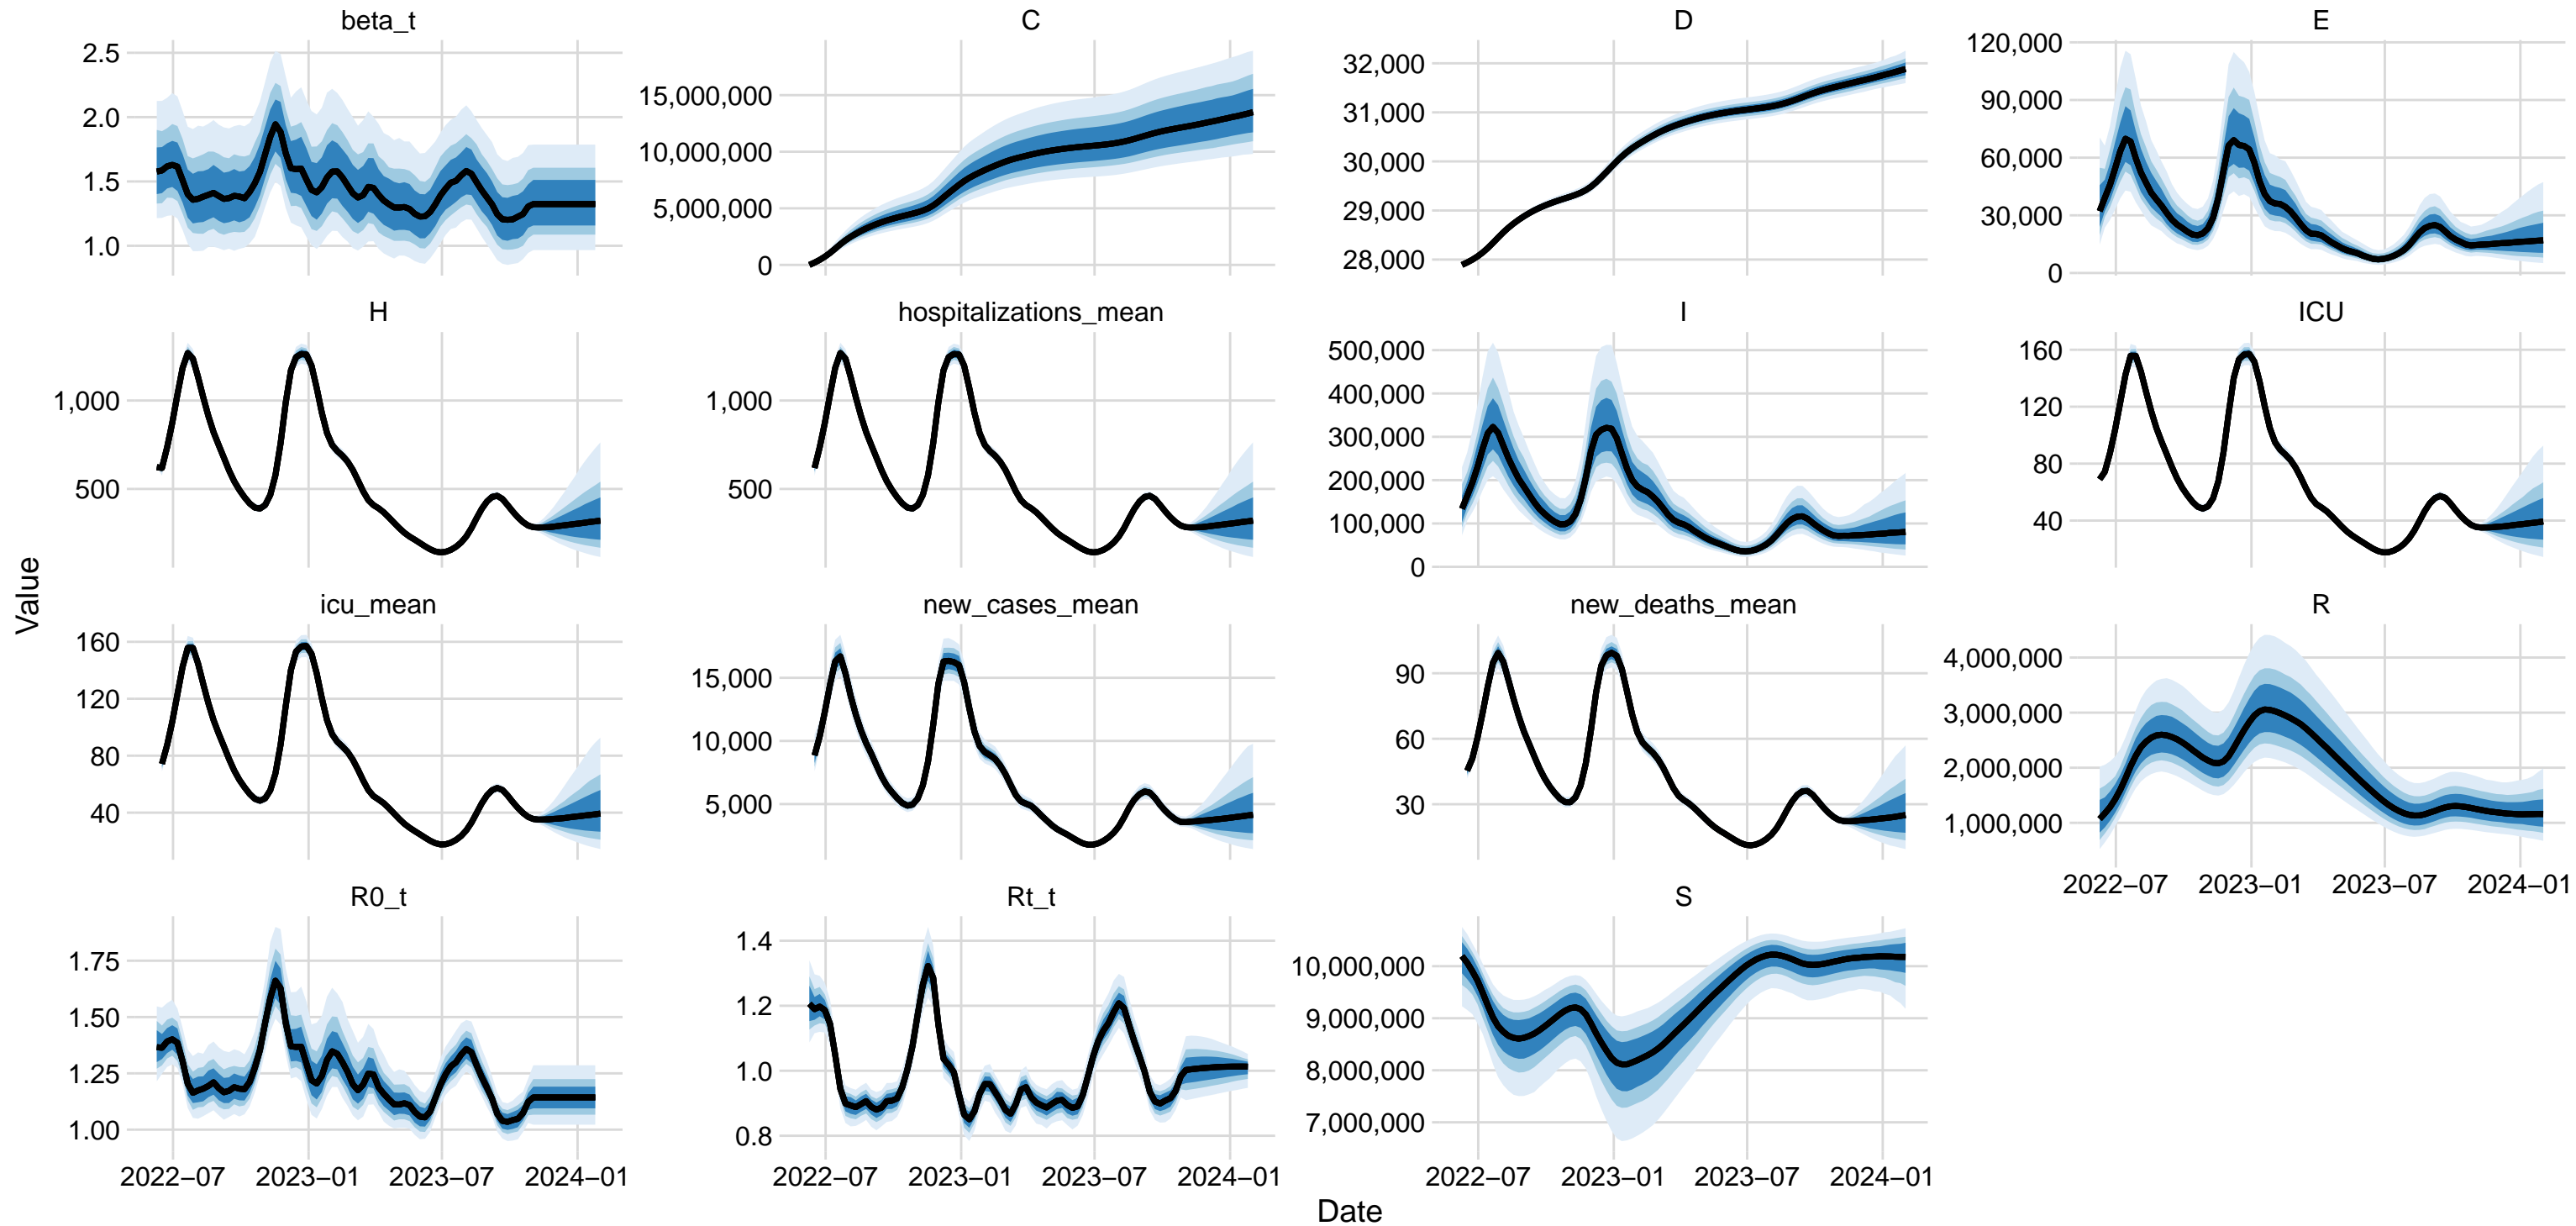 beta_t
C
D
E
2.5
2.0
1.5
1.0
15,000,000
10,000,000
5,000,000
0
32,000
31,000
30,000
29,000
28,000
120,000
90,000
60,000
30,000
0
H
hospitalizations_mean
I
ICU
1,000
500
1,000
500
500,000
400,000
300,000
200,000
100,000
0
160
120
80
40
Value
icu_mean
new_cases_mean
new_deaths_mean
R
160
120
80
40
15,000
10,000
5,000
90
60
30
4,000,000
3,000,000
2,000,000
1,000,000
2022−07 2023−01 2023−07 2024−01
R0_t
Rt_t
S
1.75
1.50
1.25
1.00
1.4
1.2
1.0
0.8
10,000,000
9,000,000
8,000,000
7,000,000
2022−07 2023−01 2023−07 2024−01
2022−07 2023−01 2023−07 2024−01
2022−07 2023−01 2023−07 2024−01
Date